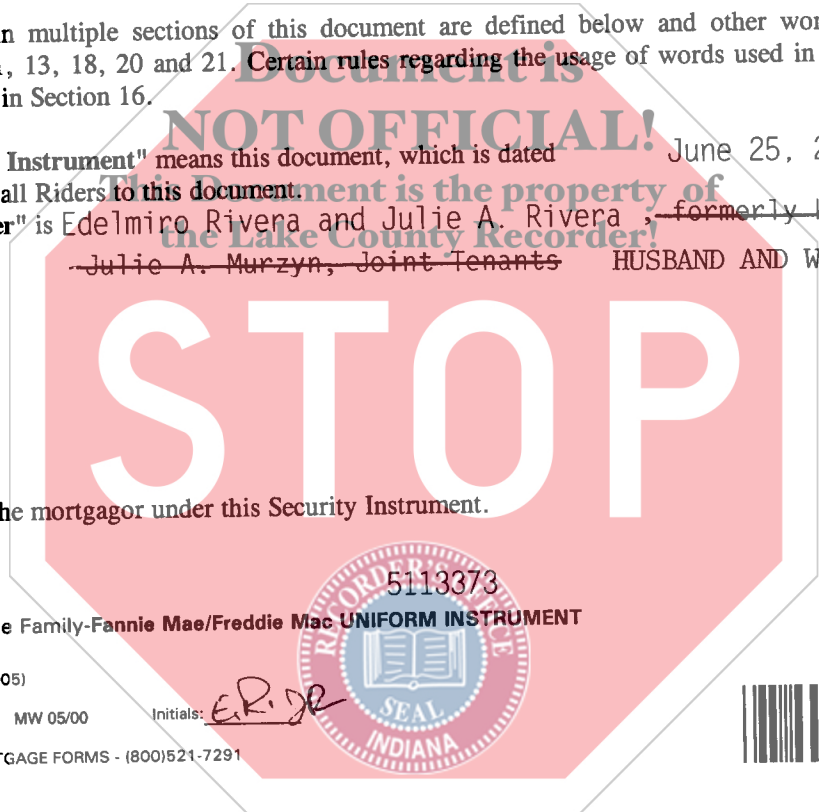 n multiple sections of this document are defined below and other wor
, 13, 18, 20 and 21. Certain rules regarding the usage of words used in
in Section 16.
Document is
NOT OFFICIAL!
This Document is the property of
the Lake County Recorder!
Instrument" means this document, which is dated June 25, 2
all Riders to this document.
er" is Edelmiro Rivera and Julie A. Rivera , formerly
Julie A. Murzyn, Joint Tenants HUSBAND AND W
STOP
he mortgagor under this Security Instrument.
5113373
e Family-Fannie Mae/Freddie Mac UNIFORM INSTRUMENT
05)
MW 05/00 Initials: E.R. JR
TGAGE FORMS - (800)521-7291
RECORDER'S OFFICE
SEAL
INDIANA